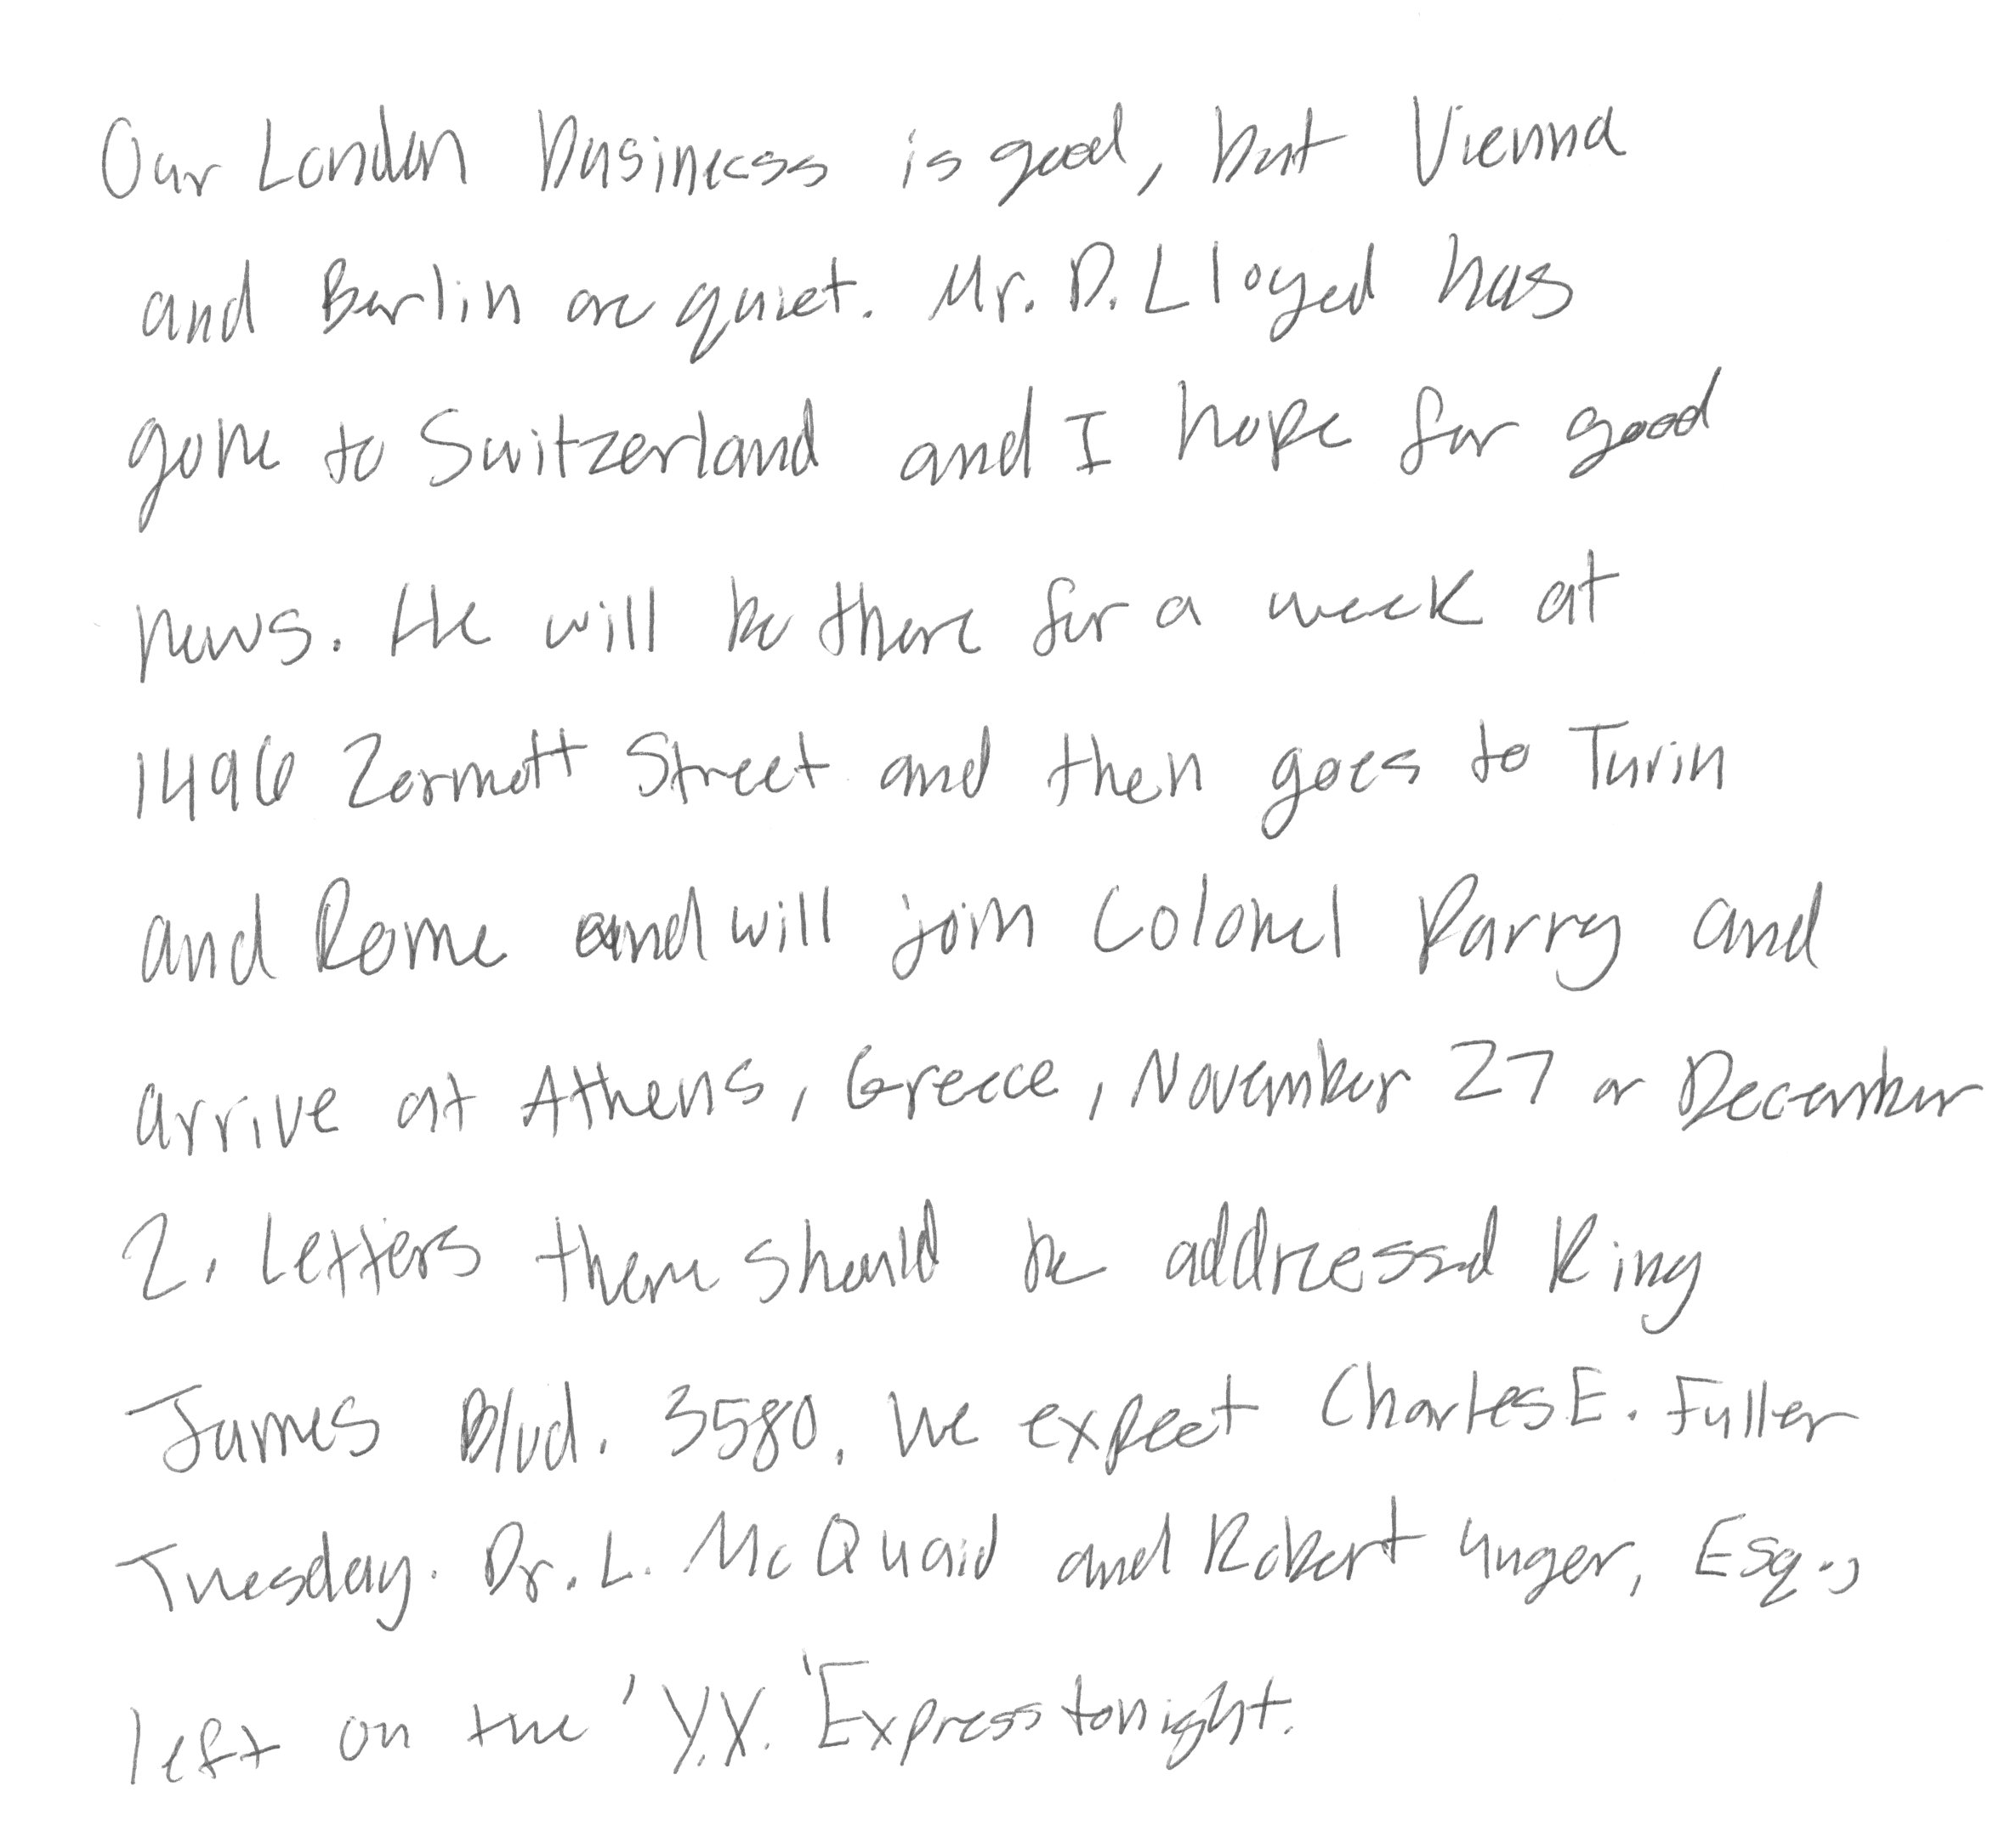 Our London business is good, but Vienna
and Berlin are quiet. Mr. D. Lloyed has
gone to Switzerland and I hope for good
news. He will be there for a week at
1496 Zermott Street and then goes to Turin
and Rome and will join Colonel Parry and
arrive at Athens, Greece, November 27 or December
2. Letters there should be addressed King
James Blvd. 3580. We expect Charles E. Fuller
Tuesday. Dr. L. McQuaid and Robert Unger, Esq.,
left on the 'Y.X.' Express tonight.